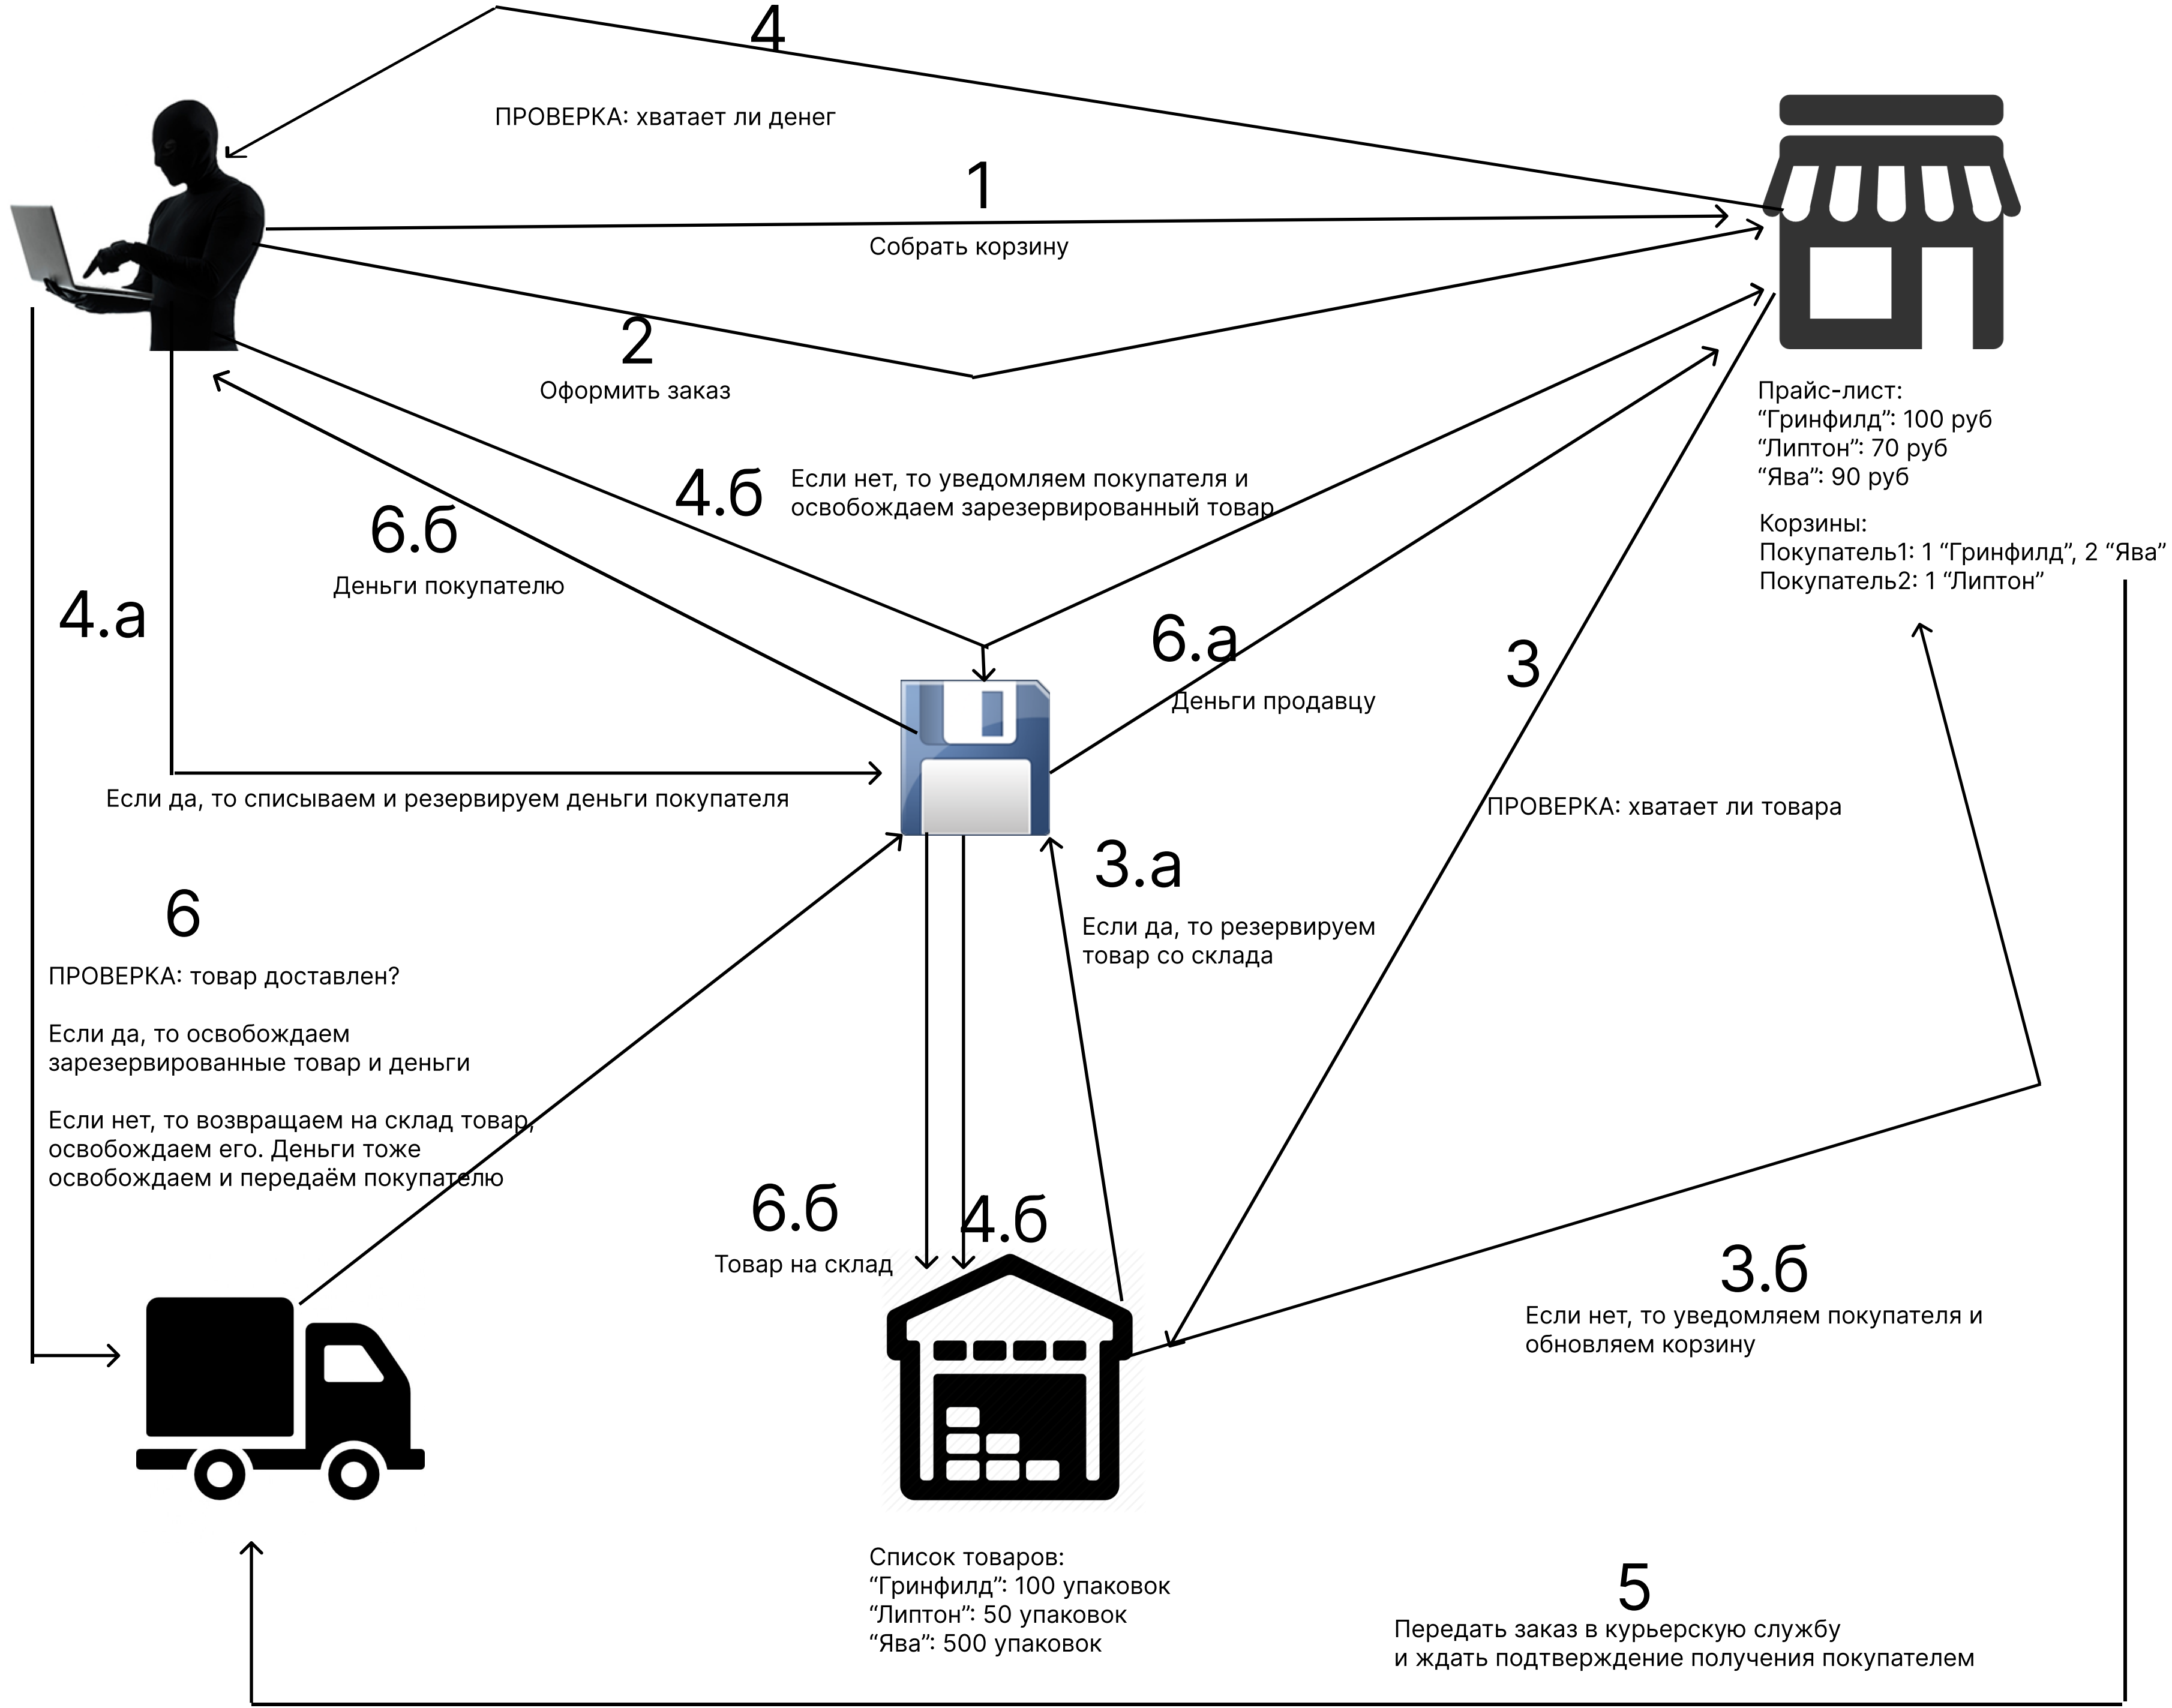 4
ПРОВЕРКА: хватает ли денег
1
Собрать корзину
2
Оформить заказ
Прайс-лист:
“Гринфилд”: 100 руб
“Липтон”: 70 руб
“Ява”: 90 руб
4.б
Если нет, то уведомляем покупателя и
освобождаем зарезервированный товар
6.б
Деньги покупателю
Корзины:
Покупатель1: 1 “Гринфилд”, 2 “Ява”
Покупатель2: 1 “Липтон”
4.а
6.а
Деньги продавцу
3
ПРОВЕРКА: хватает ли товара
Если да, то списываем и резервируем деньги покупателя
3.а
Если да, то резервируем
товар со склада
6
ПРОВЕРКА: товар доставлен?
Если да, то освобождаем
зарезервированные товар и деньги
Если нет, то возвращаем на склад товар,
освобождаем его. Деньги тоже
освобождаем и передаём покупателю
6.б
Товар на склад
4.б
3.б
Если нет, то уведомляем покупателя и
обновляем корзину
Список товаров:
“Гринфилд”: 100 упаковок
“Липтон”: 50 упаковок
“Ява”: 500 упаковок
5
Передать заказ в курьерскую службу
и ждать подтверждение получения покупателем